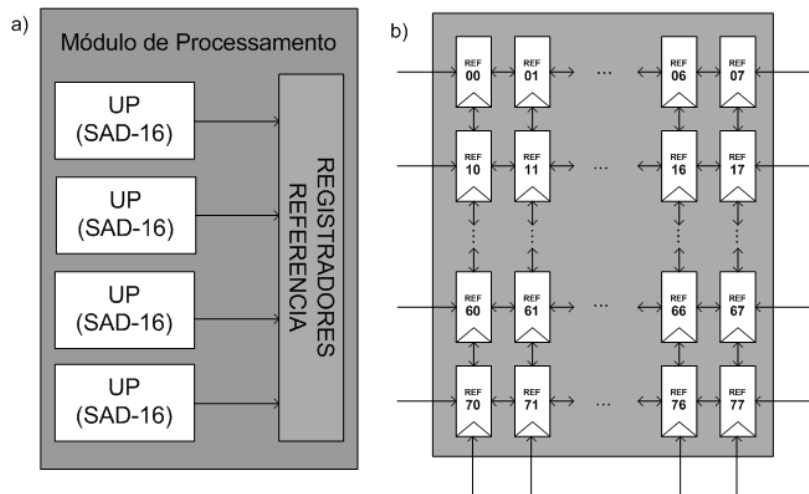 a)
Módulo de Processamento
UP
(SAD-16)
UP
(SAD-16)
UP
(SAD-16)
UP
(SAD-16)
REGISTRADORES
REFERENCIA
b)
REF
00
REF
01
...
REF
06
REF
07
REF
10
REF
11
...
REF
16
REF
17
...
...
...
...
REF
60
REF
61
...
REF
66
REF
67
REF
70
REF
71
...
REF
76
REF
77